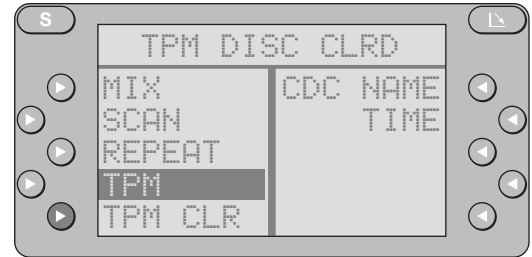 S
TPM DISC CLRD
MIX
SCAN
REPEAT
TPM
TPM CLR
CDC NAME
TIME